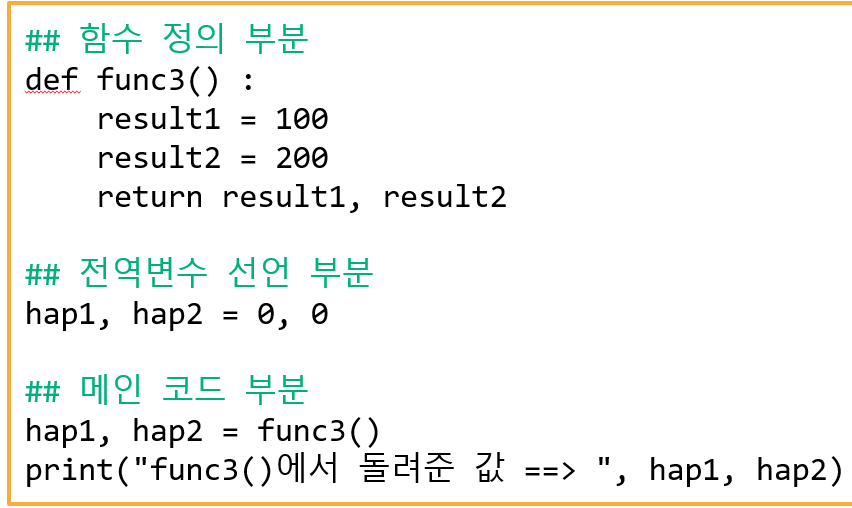 ## 함수 정의 부분
def func3() :
    result1 = 100
    result2 = 200
    return result1, result2

## 전역변수 선언 부분
hap1, hap2 = 0, 0

## 메인 코드 부분
hap1, hap2 = func3()
print("func3()에서 돌려준 값 ==> ", hap1, hap2)